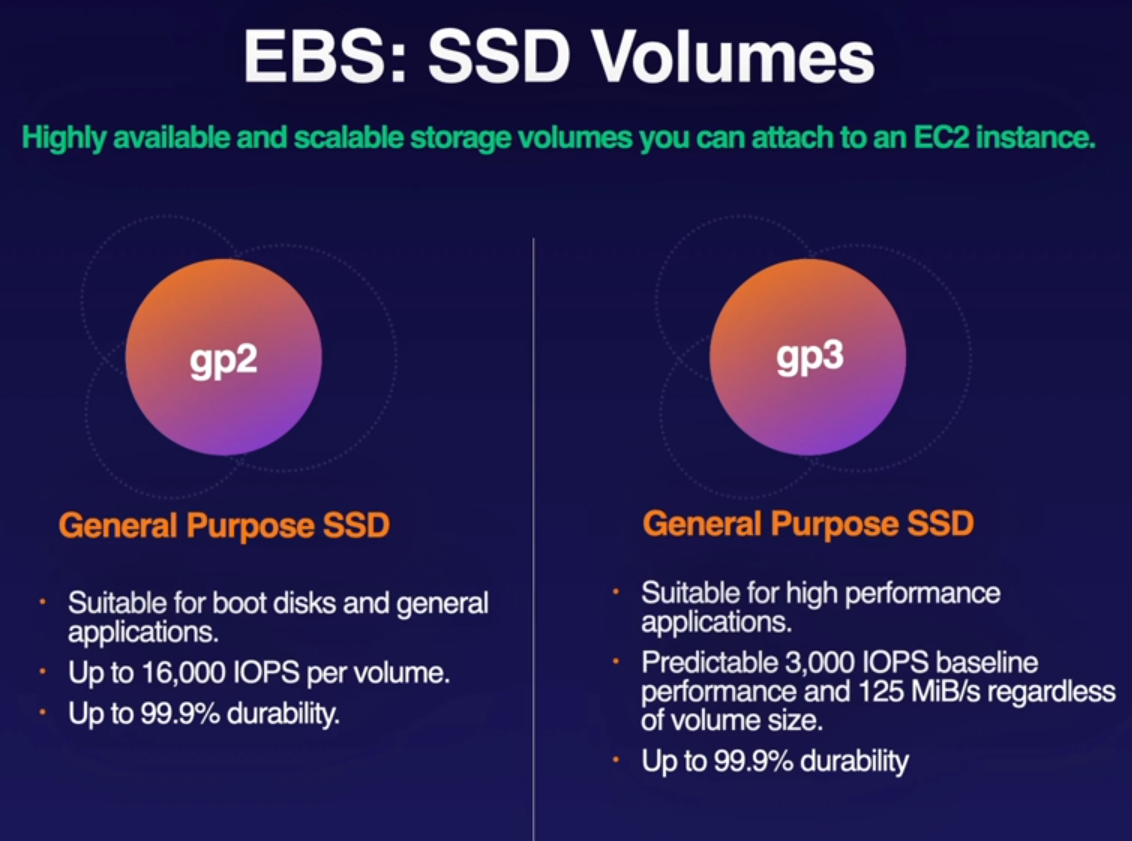 EBS: SSD Volumes
Highly available and scalable storage volumes you can attach to an EC2 instance.
gp2
General Purpose SSD
• Suitable for boot disks and general
applications.
• Up to 16,000 IOPS per volume.
• Up to 99.9% durability.
gp3
General Purpose SSD
• Suitable for high performance
applications.
• Predictable 3,000 IOPS baseline
performance and 125 MiB/s regardless
of volume size.
• Up to 99.9% durability